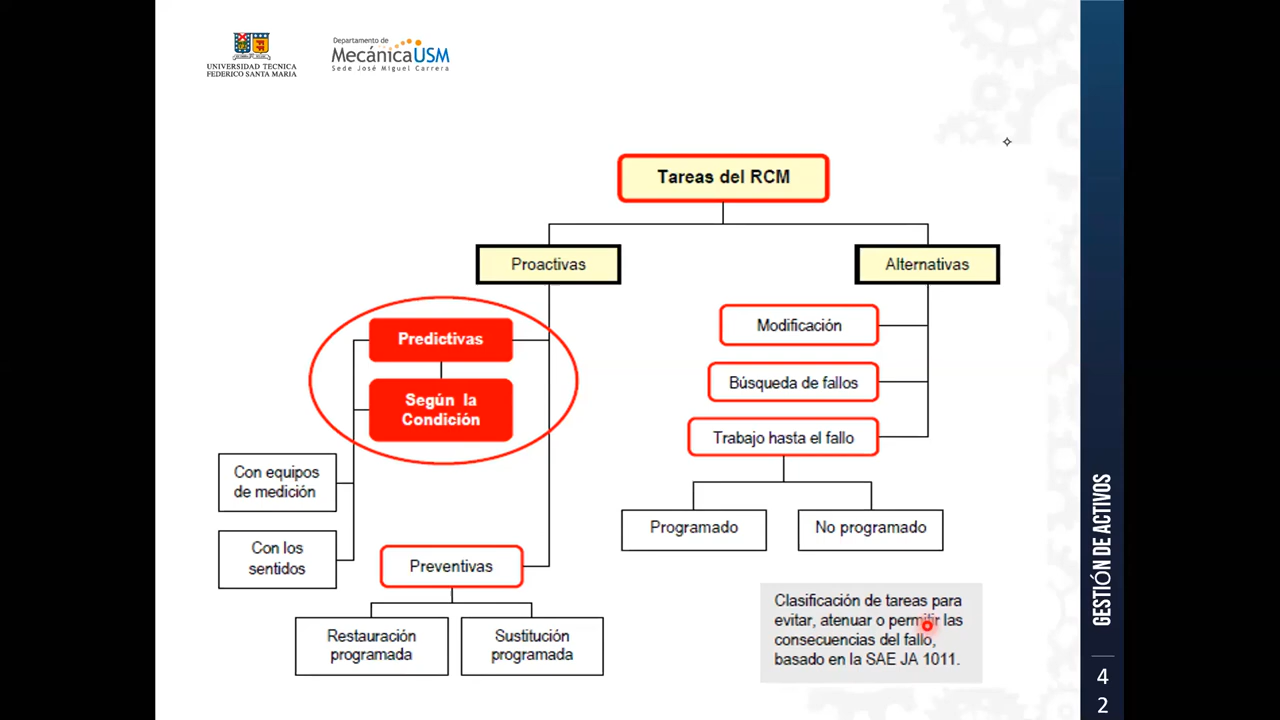 UNIVERSIDAD TECNICA
FEDERICO SANTA MARIA
Departamento de
MecánicaUSM
Sede José Miguel Carrera
Tareas del RCM
Proactivas
Alternativas
Predictivas
Según la
Condición
Con equipos
de medición
Con los
sentidos
Preventivas
Restauración
programada
Sustitución
programada
Modificación
Búsqueda de fallos
Trabajo hasta el fallo
Programado
No programado
Clasificación de tareas para
evitar, atenuar o permitir las
consecuencias del fallo,
basado en la SAE JA 1011.
GESTIÓN DE ACTIVOS
4
2